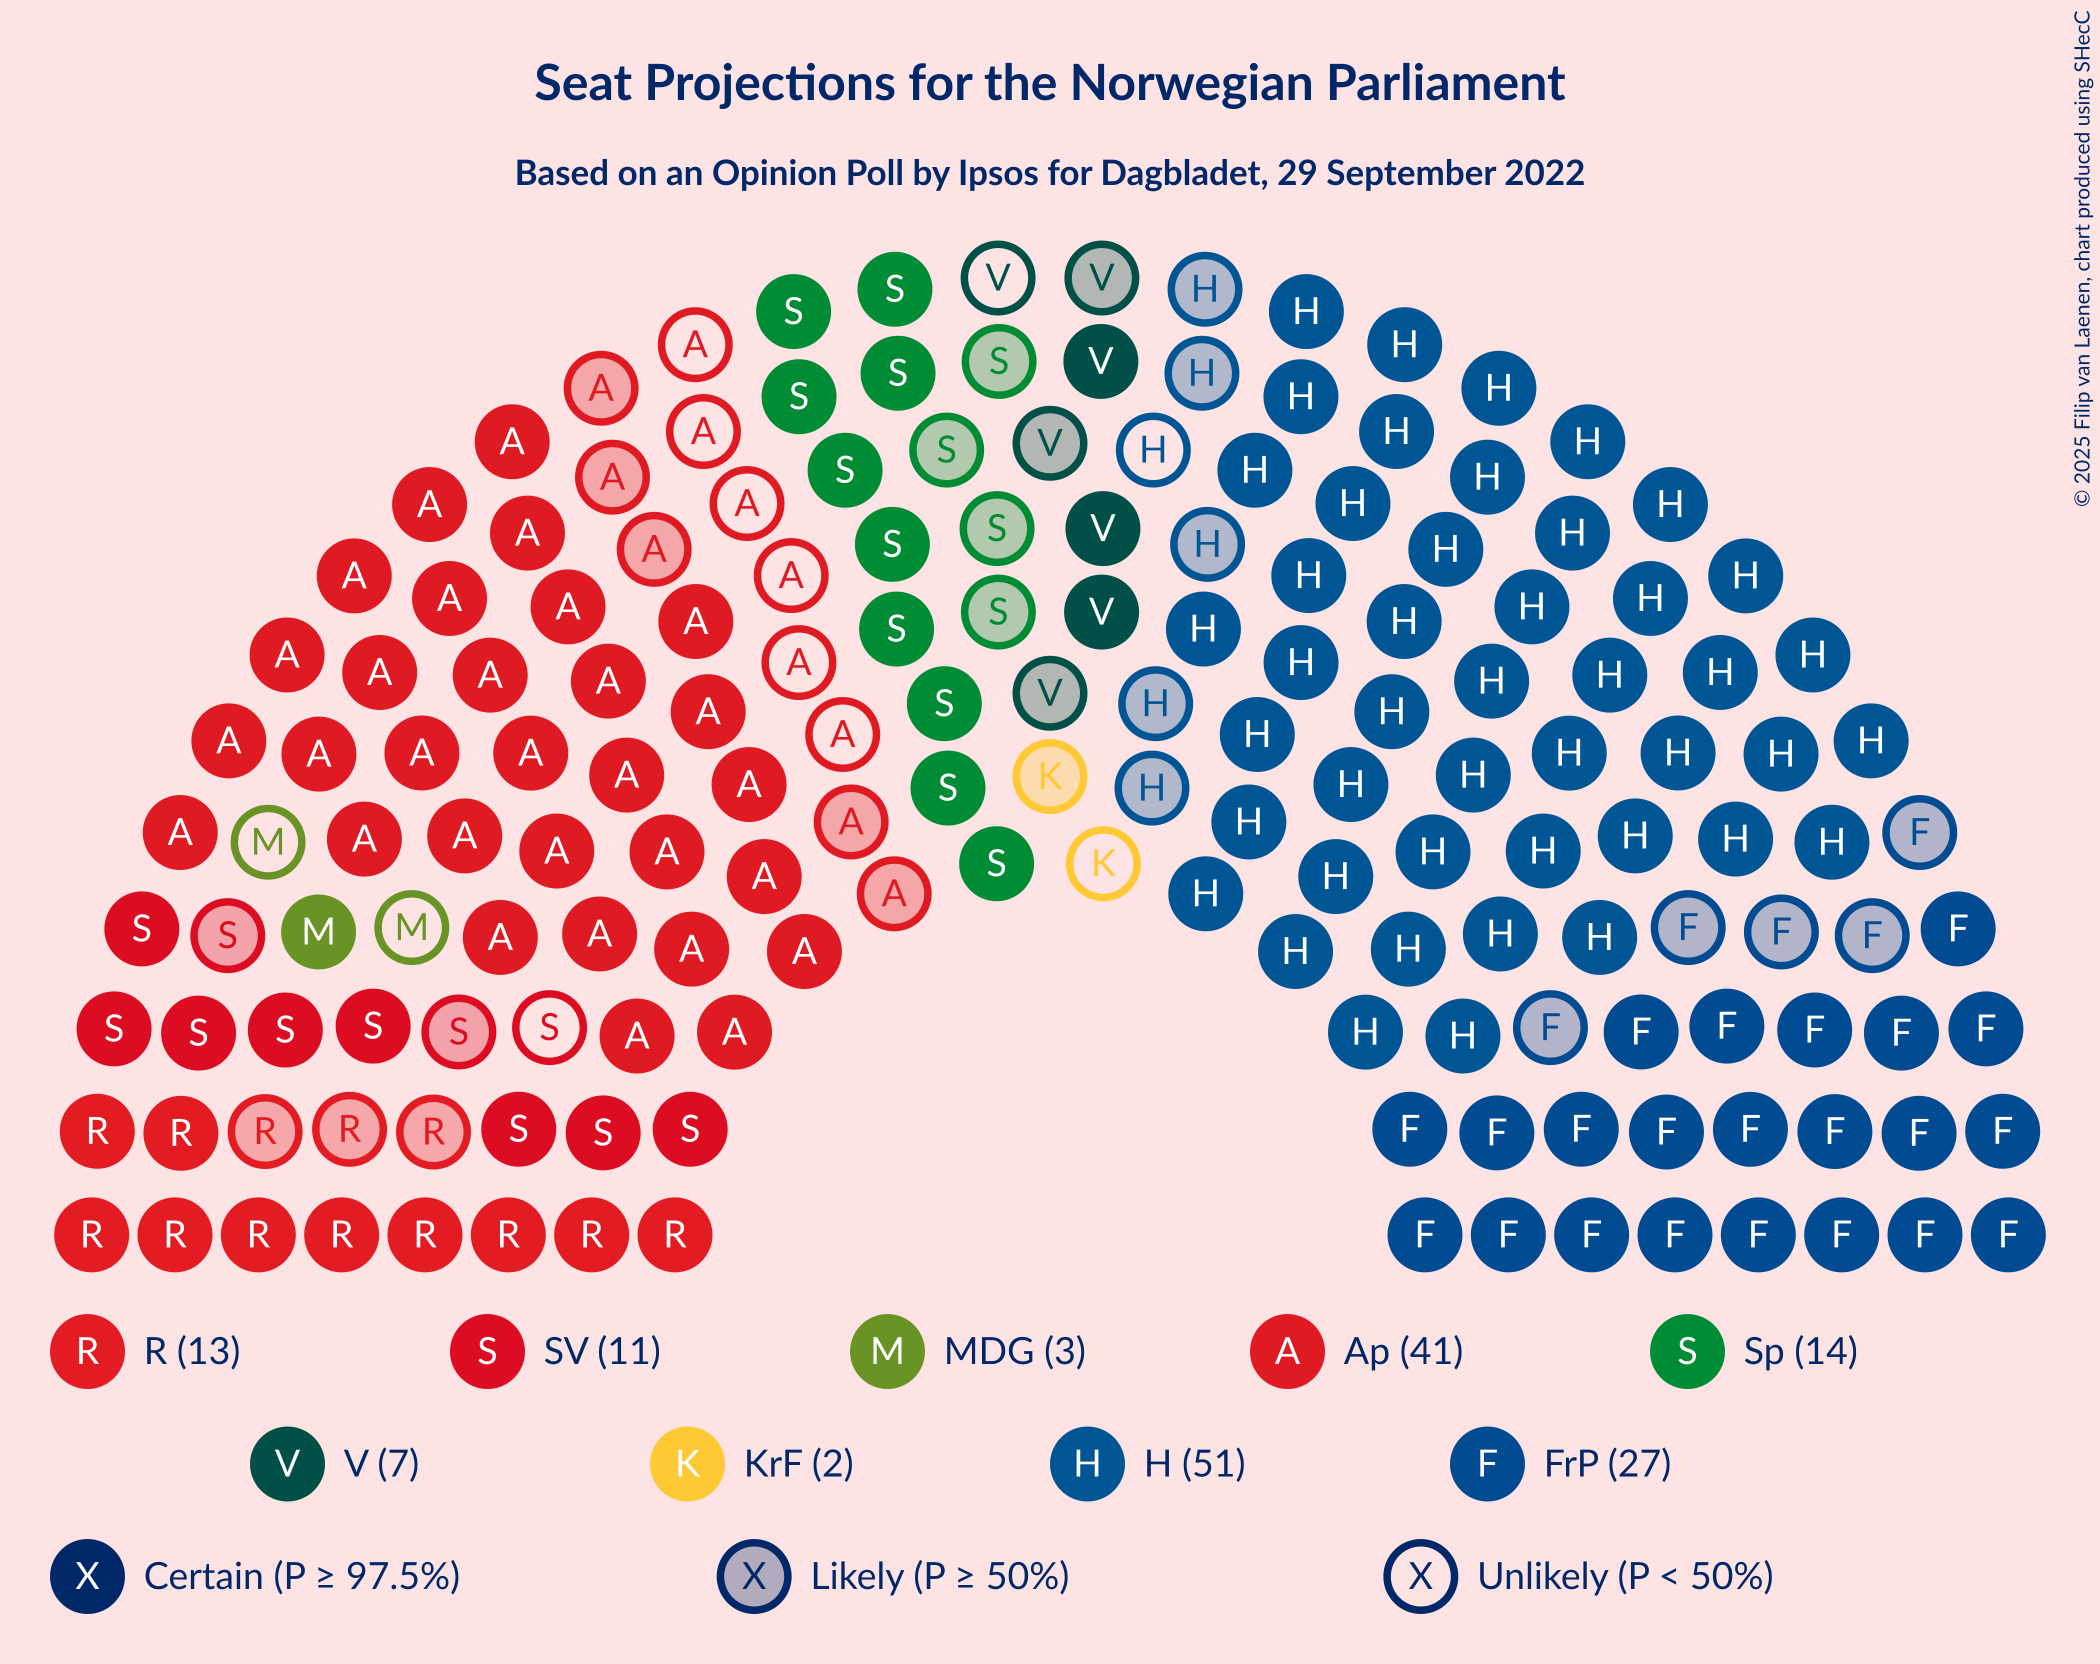 Seat Projections for the Norwegian Parliament
Based on an Opinion Poll by Ipsos for Dagbladet, 29 September 2022
© 2025 Filip van Laenen, chart produced using SHecC
S S V V H H
A S S S V H H H
A A S S V H H H H
A A A S S V H H H H
A A A A S S V H H H H
A A A A A S V H H H H H
A A A A A S K H H H H H
A A A A A A S K H H H H H H
A A A A A A H H H H H H
A M A A A A A A H H H H H H H F
S S M M A A A A H H H H F F F F
S S S S S S A A H H F F F F F F
R R R R R S S S F F F F F F F F
R R R R R R R R F F F F F F F F
R R (13) S SV (11) M MDG (3) A Ap (41) S Sp (14)
V V (7) K KrF (2) H H (51) F FrP (27)
X Certain (P ≥ 97.5%) X Likely (P ≥ 50%) X Unlikely (P < 50%)